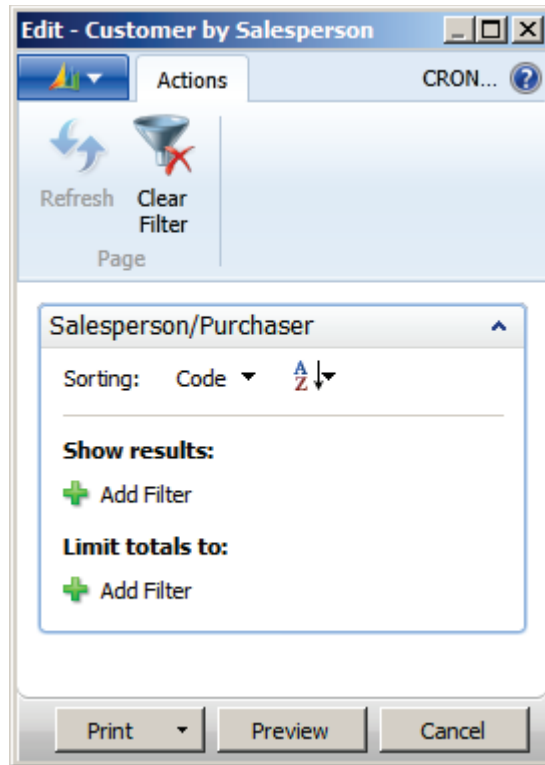 Edit - Customer by Salesperson
Actions
CRON...
Refresh
Clear
Filter
Page
Salesperson/Purchaser
Sorting: Code
A
Z
Show results:
Add Filter
Limit totals to:
Add Filter
Print Preview Cancel